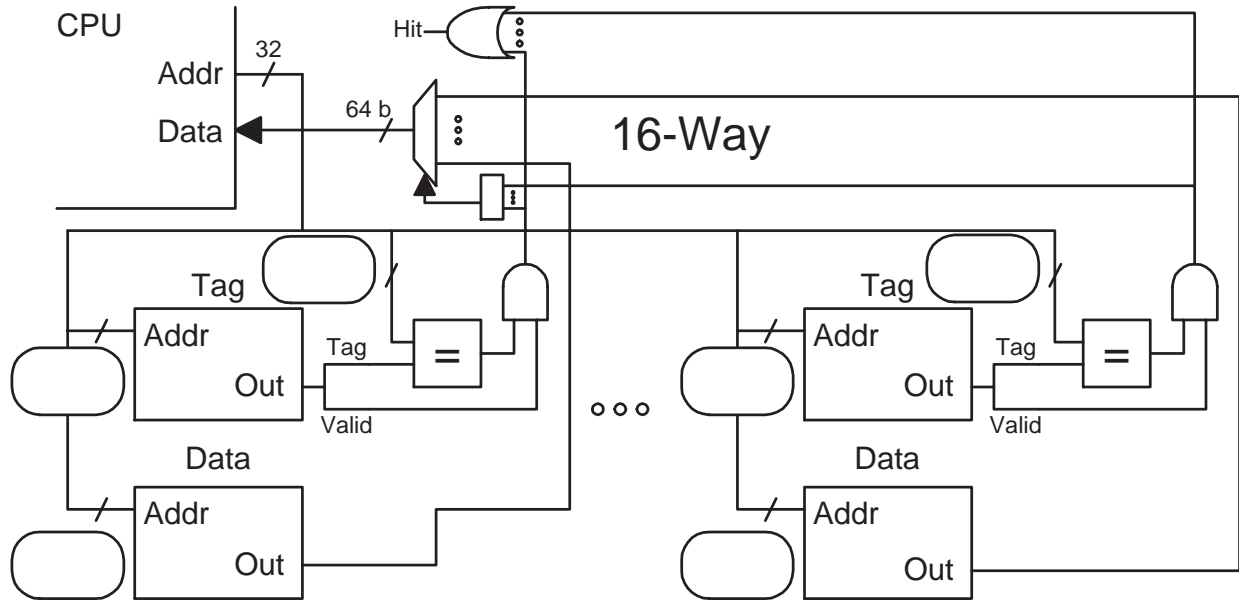 CPU
Hit
32
Addr
64 b
Data
16-Way
Tag
Tag
Addr
Tag
=
Out
Valid
Addr
Tag
=
Out
Valid
Data
Data
Addr
Out
Addr
Out